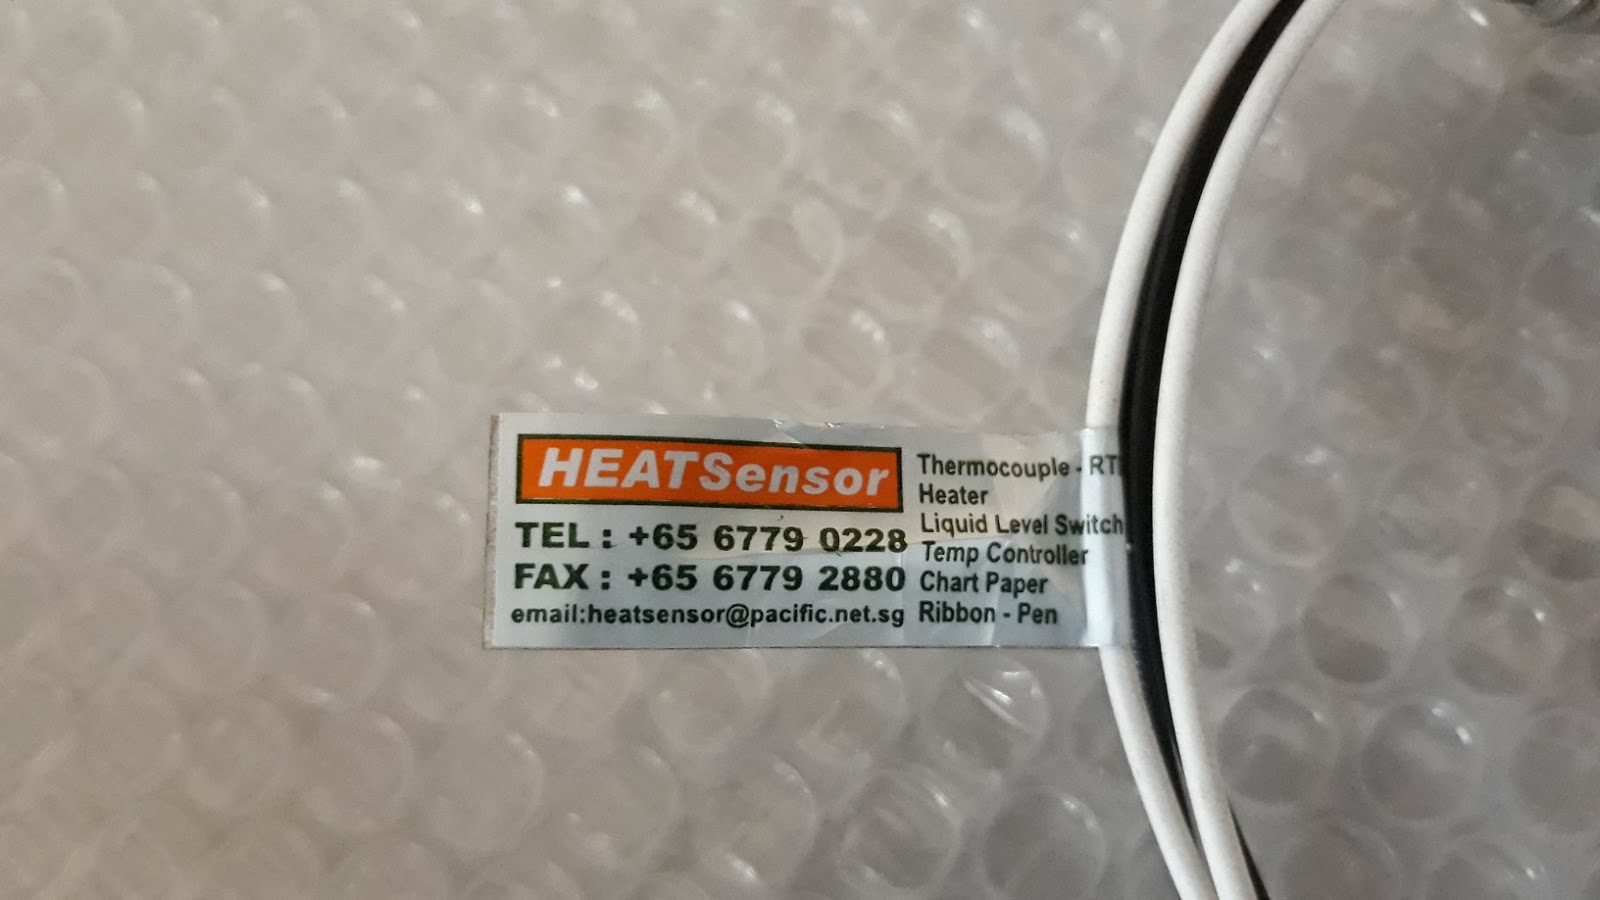 HEATSensor
TEL : +65 6779 0228
FAX : +65 6779 2880
email:heatsensor@pacific.net.sg
Thermocouple -
Heater
Liquid Level Switch
Temp Controller
Chart Paper
Ribbon - Pen